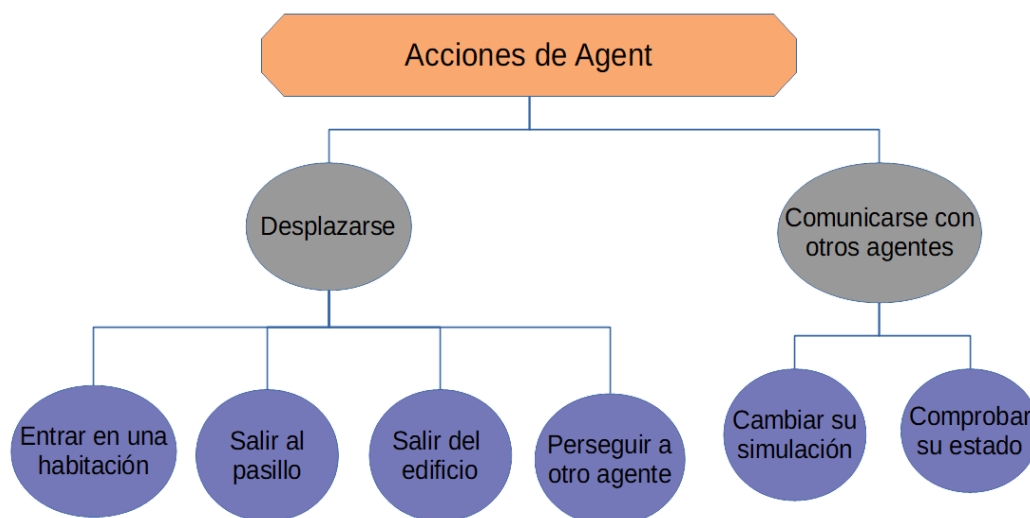 Acciones de Agent
Desplazarse
Comunicarse con
otros agentes
Entrar en una
habitación
Salir al
pasillo
Salir del
edificio
Perseguir a
otro agente
Cambiar su
simulación
Comprobar
su estado